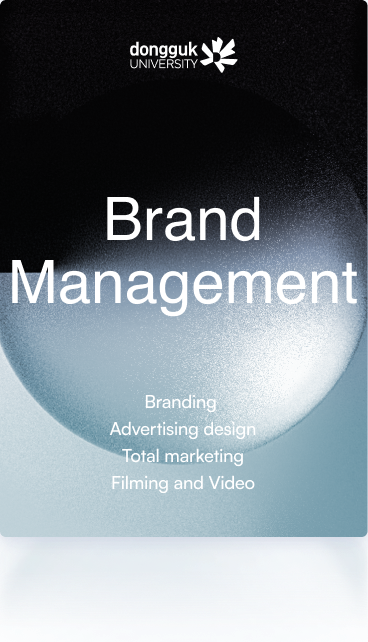 dongguk
UNIVERSITY
Brand
Management
Branding
Advertising design
Total marketing
Filming and Video